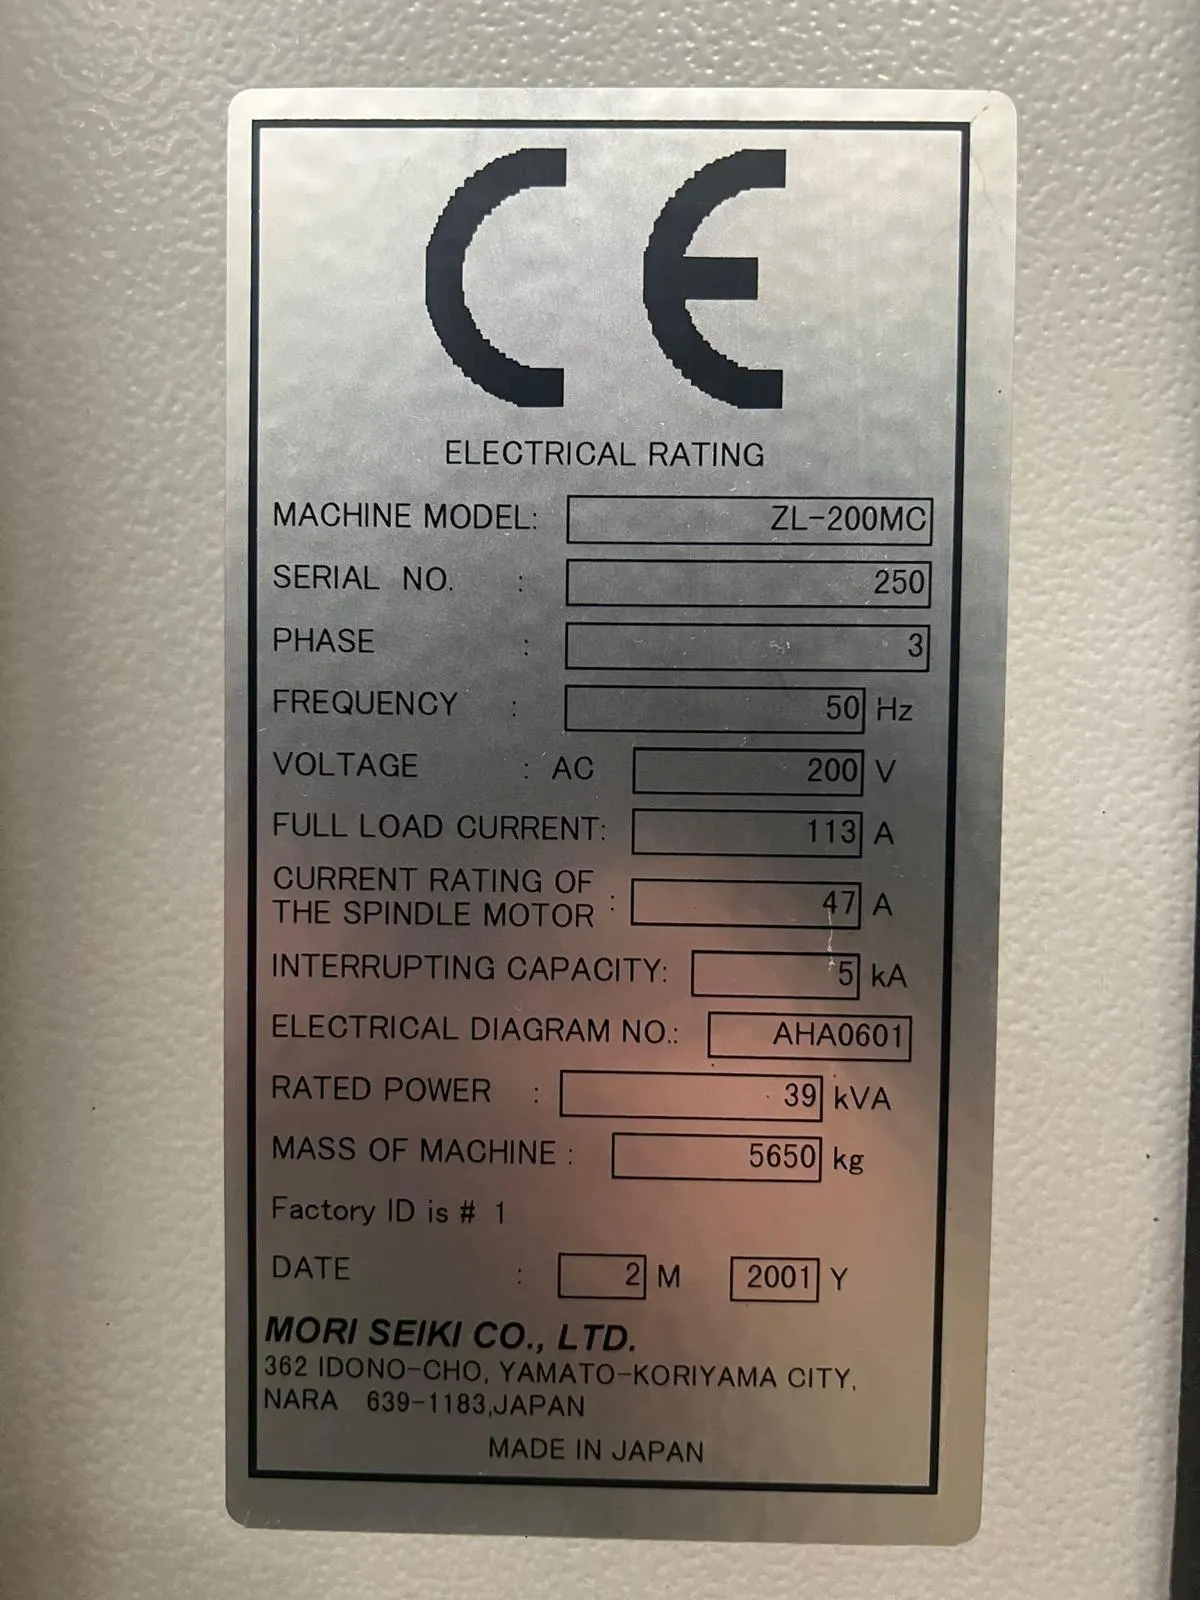 CE
ELECTRICAL RATING
MACHINE MODEL: ZL-200MC
SERIAL NO. : 250
PHASE : 3
FREQUENCY : 50 Hz
VOLTAGE : AC 200 V
FULL LOAD CURRENT: 113 A
CURRENT RATING OF
THE SPINDLE MOTOR : 47 A
INTERRUPTING CAPACITY: 5 kA
ELECTRICAL DIAGRAM NO.: AHA0601
RATED POWER : 39 kVA
MASS OF MACHINE : 5650 kg
Factory ID is # 1
DATE : 2 M 2001 Y
MORI SEIKI CO., LTD.
362 IDONO-CHO, YAMATO-KORIYAMA CITY,
NARA 639-1183,JAPAN
MADE IN JAPAN